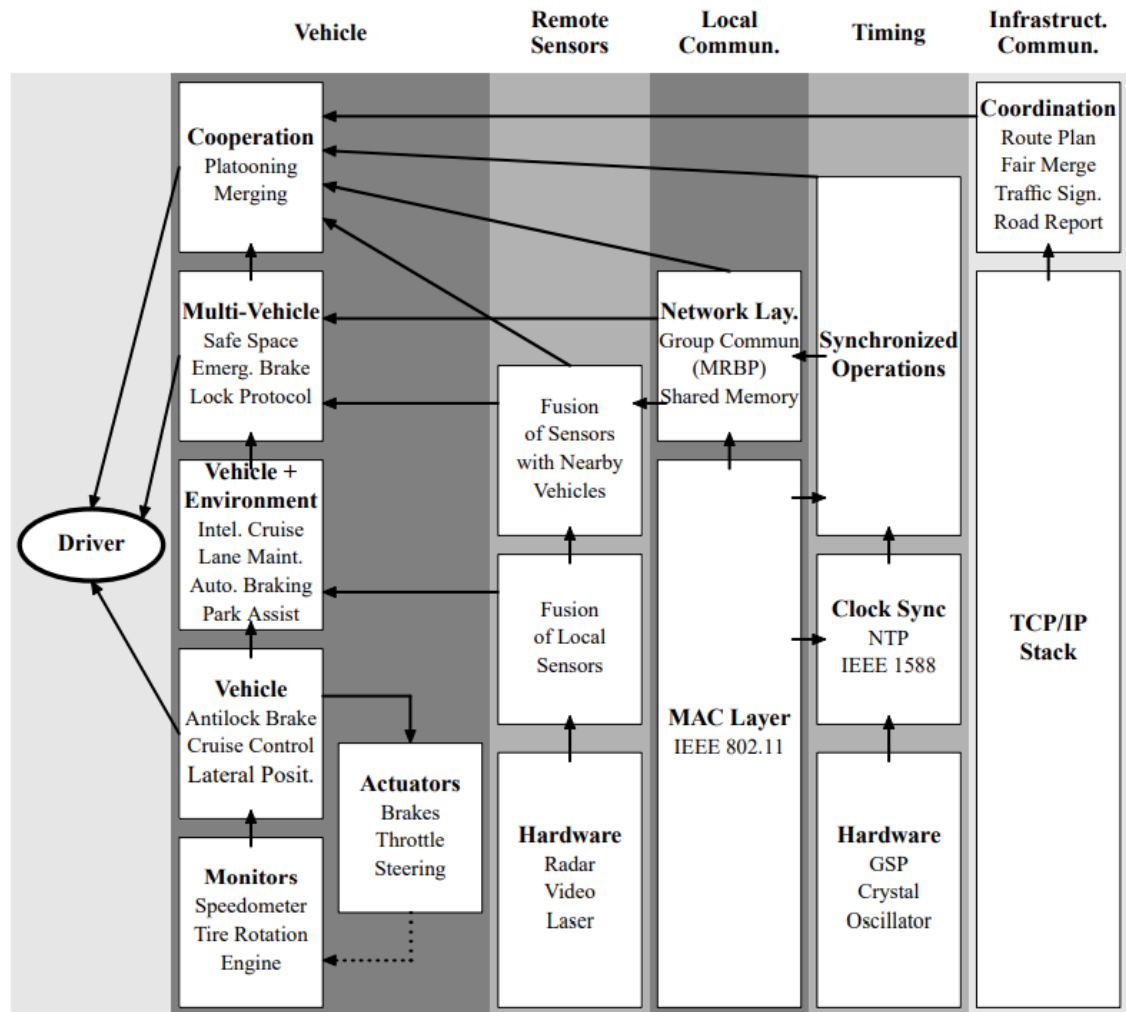 Vehicle
Remote
Sensors
Local
Commun.
Timing
Infrastruct.
Commun.
Cooperation
Platooning
Merging
Multi-Vehicle
Safe Space
Emerg. Brake
Lock Protocol
Vehicle +
Environment
Intel. Cruise
Lane Maint.
Auto. Braking
Park Assist
Driver
Vehicle
Antilock Brake
Cruise Control
Lateral Posit.
Actuators
Brakes
Throttle
Steering
Monitors
Speedometer
Tire Rotation
Engine
Fusion
of Sensors
with Nearby
Vehicles
Fusion
of Local
Sensors
Hardware
Radar
Video
Laser
Network Lay.
Group Commun
(MRBP)
Shared Memory
MAC Layer
IEEE 802.11
Synchronized
Operations
Clock Sync
NTP
IEEE 1588
Hardware
GSP
Crystal
Oscillator
Coordination
Route Plan
Fair Merge
Traffic Sign.
Road Report
TCP/IP
Stack